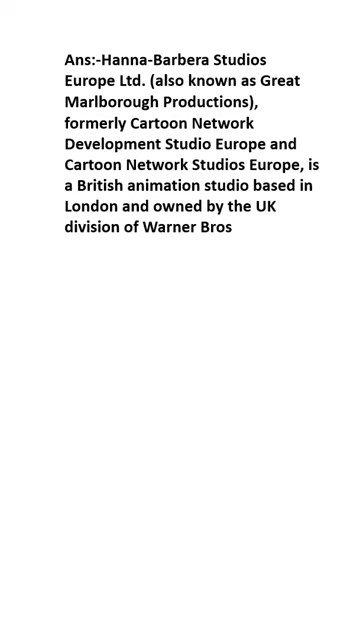 Ans:-Hanna-Barbera Studios
Europe Ltd. (also known as Great
Marlborough Productions),
formerly Cartoon Network
Development Studio Europe and
Cartoon Network Studios Europe, is
a British animation studio based in
London and owned by the UK
division of Warner Bros